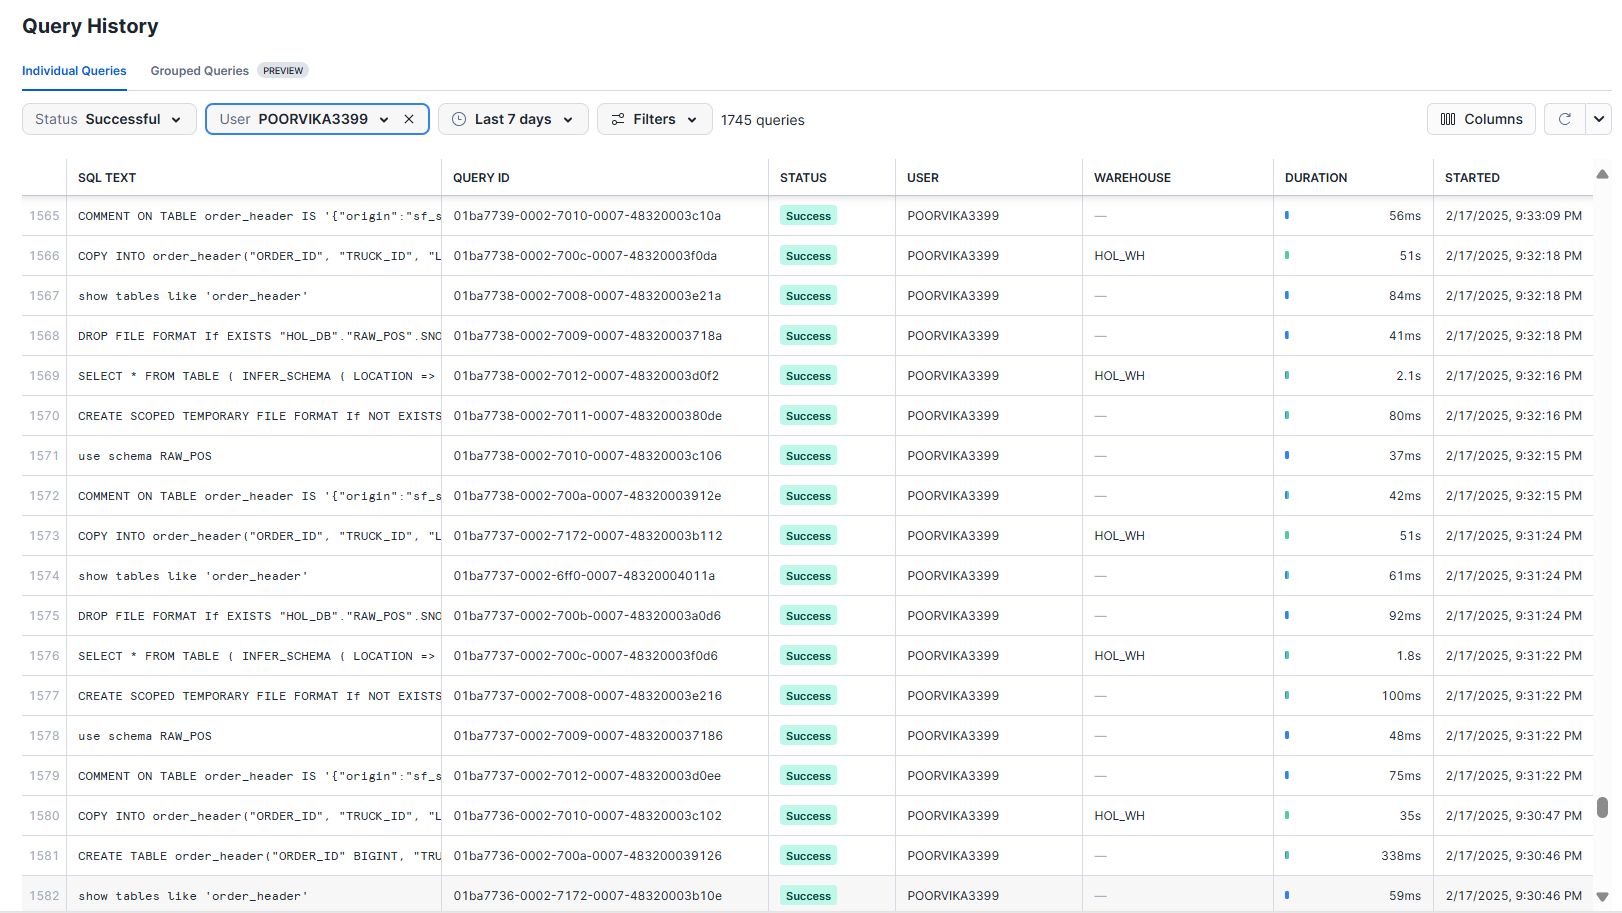 Query History
Individual Queries Grouped Queries PREVIEW
Status Successful User POORVIKA3399 Last 7 days Filters 1745 queries Columns
SQL TEXT QUERY ID STATUS USER WAREHOUSE DURATION STARTED
1565 COMMENT ON TABLE order_header IS '{"origin":"sf_s 01ba7739-0002-7010-0007-48320003c10a Success POORVIKA3399 — 56ms 2/17/2025, 9:33:09 PM
1566 COPY INTO order_header("ORDER_ID", "TRUCK_ID", "L 01ba7738-0002-700c-0007-48320003f0da Success POORVIKA3399 HOL_WH 51s 2/17/2025, 9:32:18 PM
1567 show tables like 'order_header' 01ba7738-0002-7008-0007-48320003e21a Success POORVIKA3399 — 84ms 2/17/2025, 9:32:18 PM
1568 DROP FILE FORMAT If EXISTS "HOL_DB"."RAW_POS".SNO 01ba7738-0002-7009-0007-48320003718a Success POORVIKA3399 — 41ms 2/17/2025, 9:32:18 PM
1569 SELECT * FROM TABLE ( INFER_SCHEMA ( LOCATION => 01ba7738-0002-7012-0007-48320003d0f2 Success POORVIKA3399 HOL_WH 2.1s 2/17/2025, 9:32:16 PM
1570 CREATE SCOPED TEMPORARY FILE FORMAT If NOT EXISTS 01ba7738-0002-7011-0007-4832000380de Success POORVIKA3399 — 80ms 2/17/2025, 9:32:16 PM
1571 use schema RAW_POS 01ba7738-0002-7010-0007-48320003c106 Success POORVIKA3399 — 37ms 2/17/2025, 9:32:15 PM
1572 COMMENT ON TABLE order_header IS '{"origin":"sf_s 01ba7738-0002-700a-0007-48320003912e Success POORVIKA3399 — 42ms 2/17/2025, 9:32:15 PM
1573 COPY INTO order_header("ORDER_ID", "TRUCK_ID", "L 01ba7737-0002-7172-0007-48320003b112 Success POORVIKA3399 HOL_WH 51s 2/17/2025, 9:31:24 PM
1574 show tables like 'order_header' 01ba7737-0002-6ff0-0007-48320004011a Success POORVIKA3399 — 61ms 2/17/2025, 9:31:24 PM
1575 DROP FILE FORMAT If EXISTS "HOL_DB"."RAW_POS".SNO 01ba7737-0002-700b-0007-48320003a0d6 Success POORVIKA3399 — 92ms 2/17/2025, 9:31:24 PM
1576 SELECT * FROM TABLE ( INFER_SCHEMA ( LOCATION => 01ba7737-0002-700c-0007-48320003f0d6 Success POORVIKA3399 HOL_WH 1.8s 2/17/2025, 9:31:22 PM
1577 CREATE SCOPED TEMPORARY FILE FORMAT If NOT EXISTS 01ba7737-0002-7008-0007-48320003e216 Success POORVIKA3399 — 100ms 2/17/2025, 9:31:22 PM
1578 use schema RAW_POS 01ba7737-0002-7009-0007-483200037186 Success POORVIKA3399 — 48ms 2/17/2025, 9:31:22 PM
1579 COMMENT ON TABLE order_header IS '{"origin":"sf_s 01ba7737-0002-7012-0007-48320003d0ee Success POORVIKA3399 — 75ms 2/17/2025, 9:31:22 PM
1580 COPY INTO order_header("ORDER_ID", "TRUCK_ID", "L 01ba7736-0002-7010-0007-48320003c102 Success POORVIKA3399 HOL_WH 35s 2/17/2025, 9:30:47 PM
1581 CREATE TABLE order_header("ORDER_ID" BIGINT, "TRU 01ba7736-0002-700a-0007-483200039126 Success POORVIKA3399 — 338ms 2/17/2025, 9:30:46 PM
1582 show tables like 'order_header' 01ba7736-0002-7172-0007-48320003b10e Success POORVIKA3399 — 59ms 2/17/2025, 9:30:46 PM